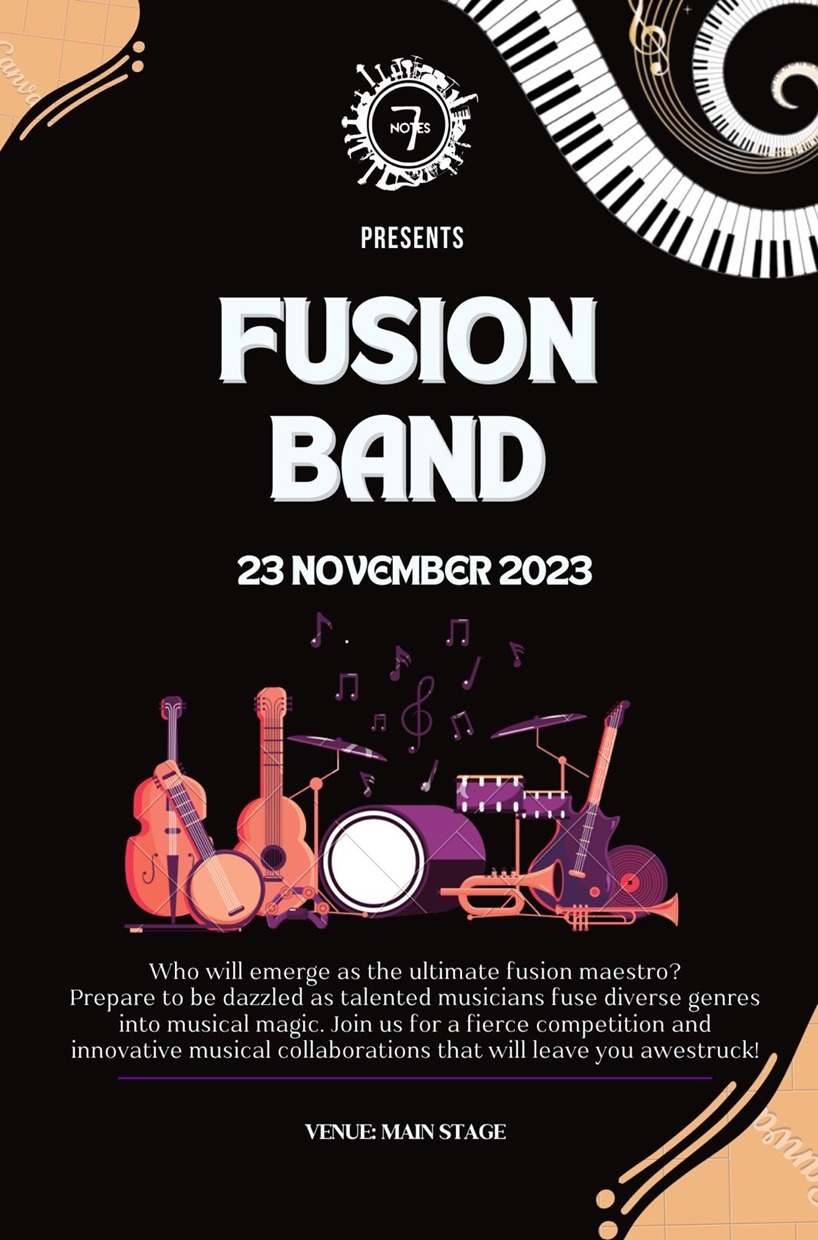 Canva
7
NOTES
PRESENTS
FUSION
BAND
23 NOVEMBER 2023
Who will emerge as the ultimate fusion maestro?
Prepare to be dazzled as talented musicians fuse diverse genres
into musical magic. Join us for a fierce competition and
innovative musical collaborations that will leave you awestruck!
VENUE: MAIN STAGE
Canva